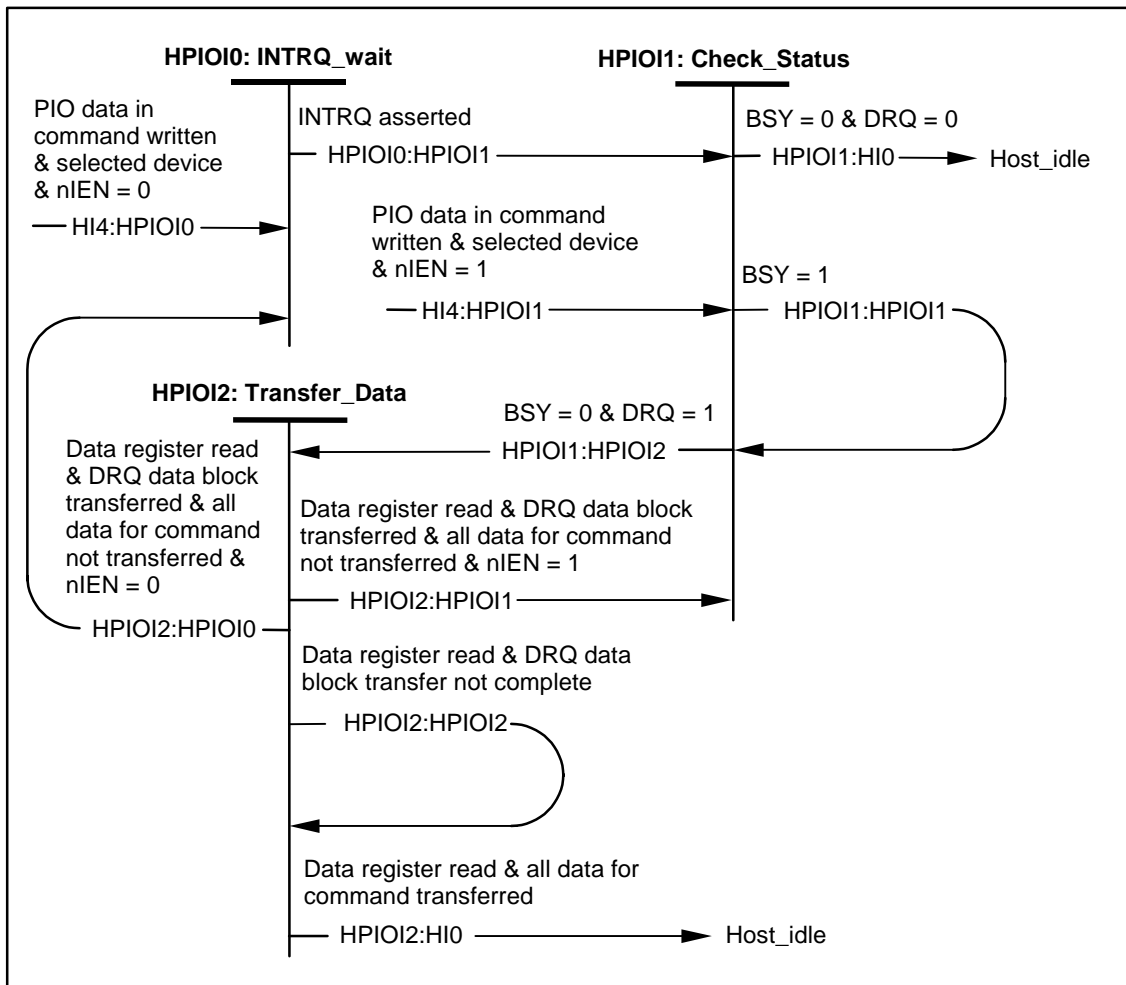 HPIOI0: INTRQ_wait
HPIOI1: Check_Status
PIO data in
command written
& selected device
& nIEN = 0
HI4:HPIOI0
INTRQ asserted
HPIOI0:HPIOI1
BSY = 0 & DRQ = 0
HPIOI1:HI0
Host_idle
PIO data in command
written & selected device
& nIEN = 1
HI4:HPIOI1
BSY = 1
HPIOI1:HPIOI1
HPIOI2: Transfer_Data
BSY = 0 & DRQ = 1
HPIOI1:HPIOI2
Data register read
& DRQ data block
transferred & all
data for command
not transferred &
nIEN = 0
HPIOI2:HPIOI0
Data register read & DRQ data block
transferred & all data for command
not transferred & nIEN = 1
HPIOI2:HPIOI1
Data register read & DRQ data
block transfer not complete
HPIOI2:HPIOI2
Data register read & all data for
command transferred
HPIOI2:HI0
Host_idle